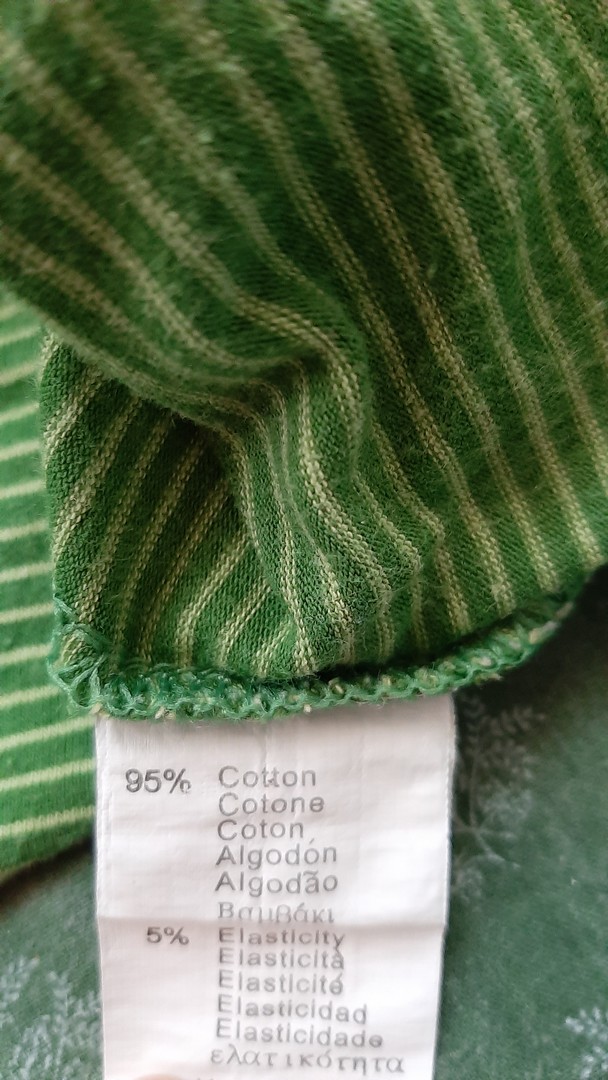 95% Cotton
Cotone
Coton
Algodón
Algodão
Βαμβάκι
5% Elasticity
Elasticità
Elasticité
Elasticidad
Elasticidade
ελατικότητα